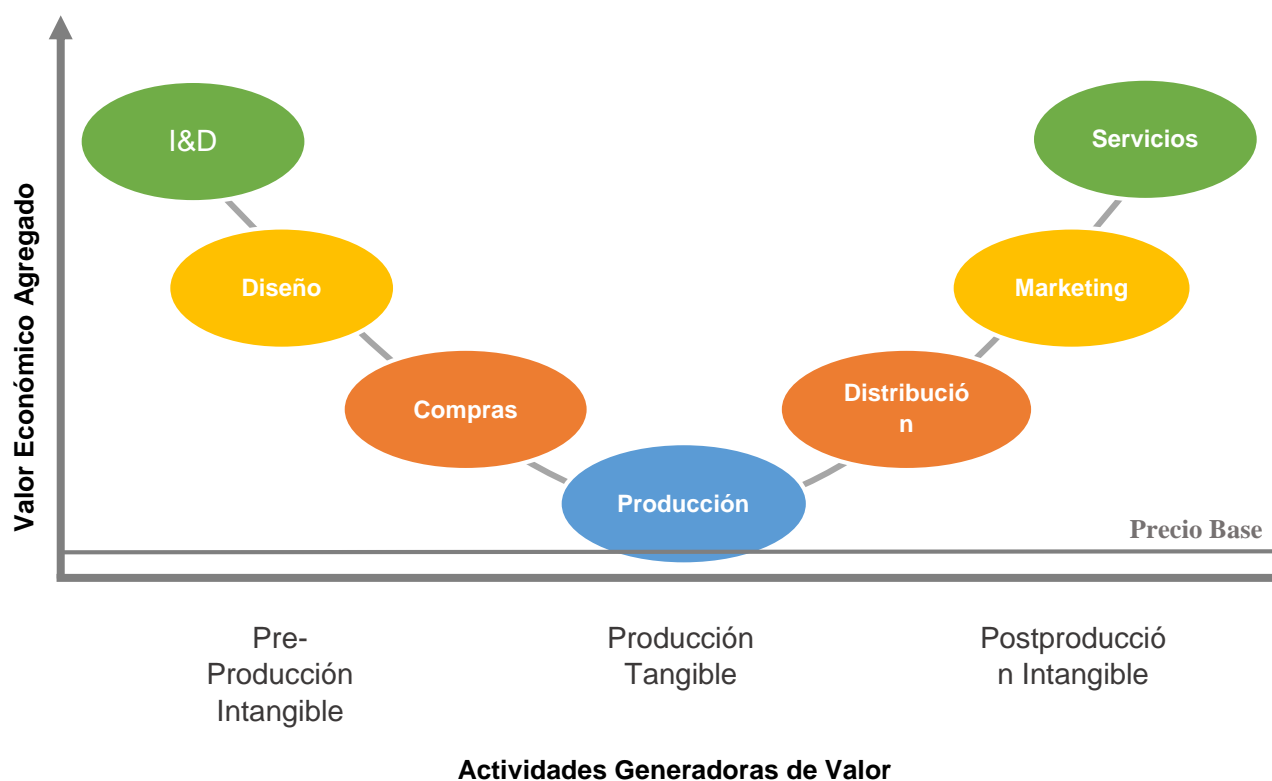 Valor Económico Agregado
I&D
Servicios
Diseño
Marketing
Compras
Distribució
n
Producción
Precio Base
Pre-
Producción
Intangible
Producción
Tangible
Postproducció
n Intangible
Actividades Generadoras de Valor